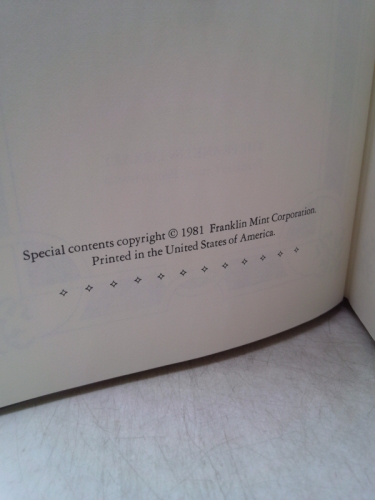 Special contents copyright © 1981 Franklin Mint Corporation.
Printed in the United States of America.